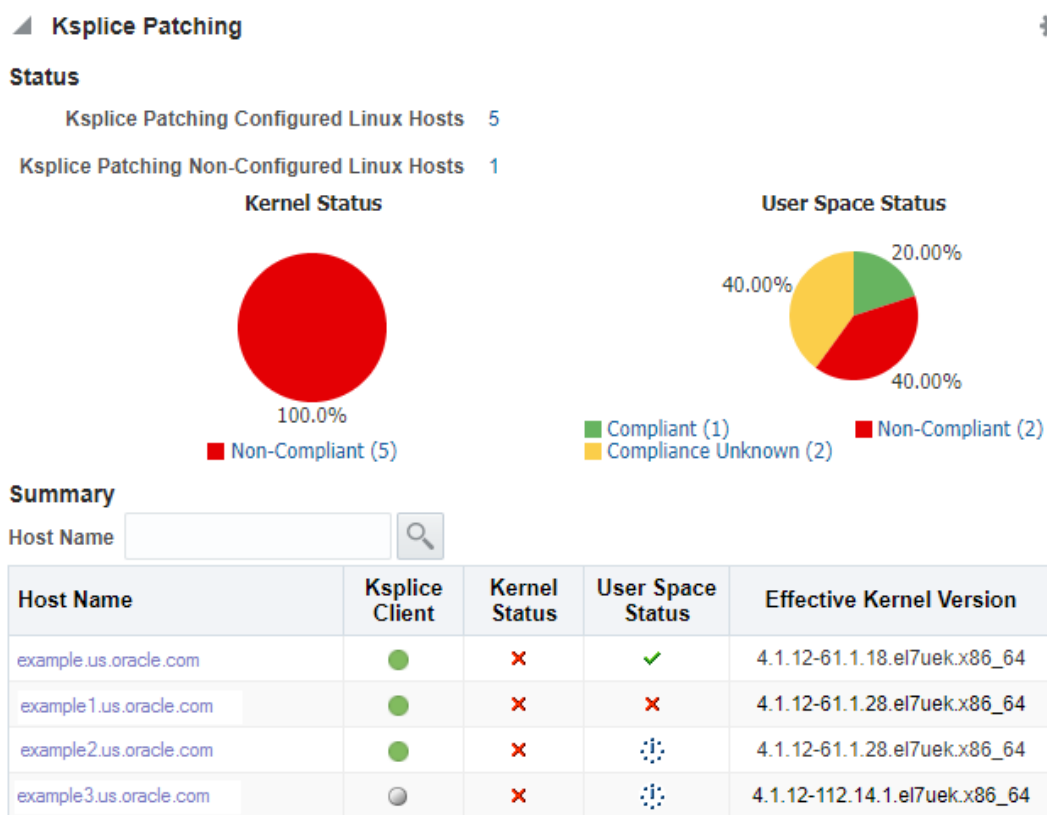 Ksplice Patching
Status
Ksplice Patching Configured Linux Hosts 5
Ksplice Patching Non-Configured Linux Hosts 1
Kernel Status
User Space Status
100.0%
Non-Compliant (5)
20.00%
40.00%
40.00%
Compliant (1)
Non-Compliant (2)
Compliance Unknown (2)
Summary
Host Name
Host Name Ksplice Client Kernel Status User Space Status Effective Kernel Version
example.us.oracle.com 4.1.12-61.1.18.el7uek.x86_64
example1.us.oracle.com 4.1.12-61.1.28.el7uek.x86_64
example2.us.oracle.com 4.1.12-61.1.28.el7uek.x86_64
example3.us.oracle.com 4.1.12-112.14.1.el7uek.x86_64